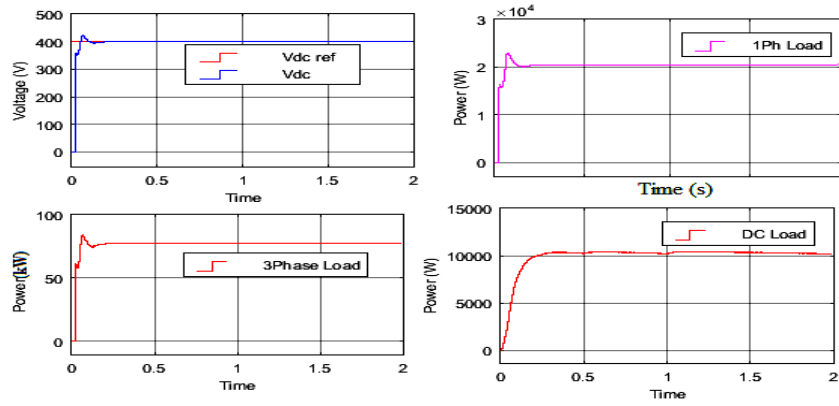 500
400
300
200
100
0
Voltage (V)
Vdc ref
Vdc
0 0.5 1 1.5 2
Time
×10⁴
3
2
1
0
Power (W)
1Ph Load
Time (s)
100
50
0
Power(kW)
3Phase Load
0 0.5 1 1.5 2
Time
15000
10000
5000
0
Power (W)
DC Load
0 0.5 1 1.5 2
Time